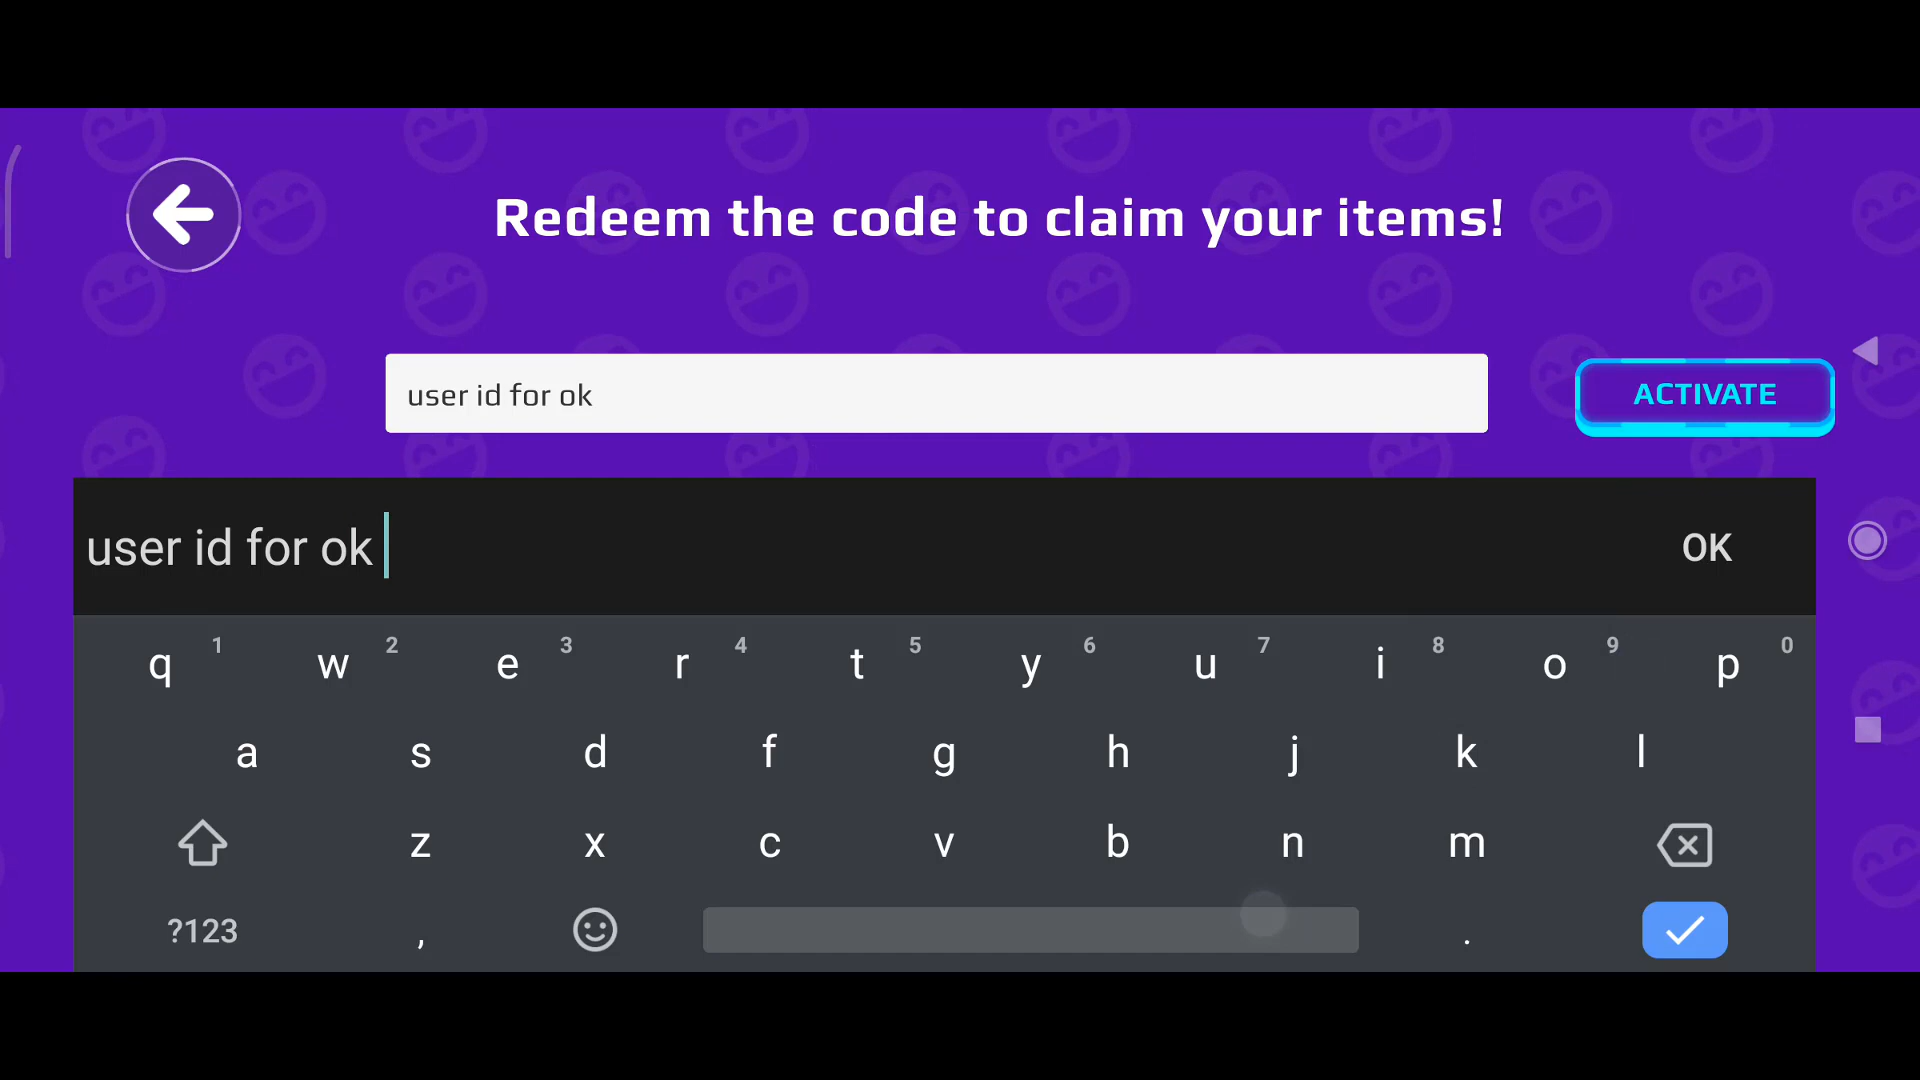 Redeem the code to claim your items!
user id for ok
ACTIVATE
user id for ok
OK
q 1 w 2 e 3 r 4 t 5 y 6 u 7 i 8 o 9 p 0
a s d f g h j k l
z x c v b n m
?123 , .